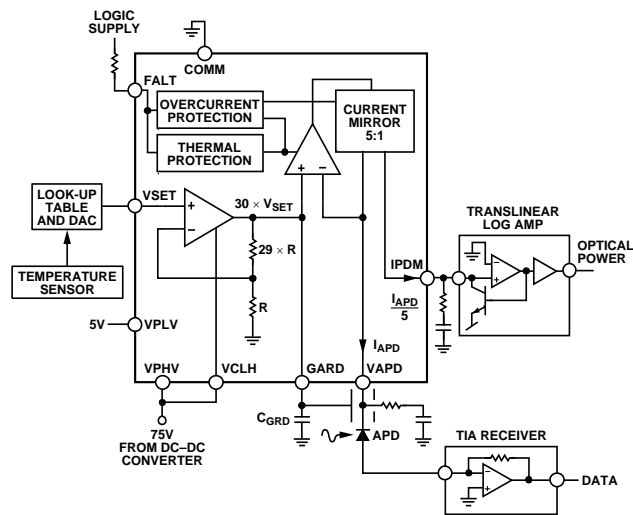 LOGIC
SUPPLY
COMM
FALT
OVERCURRENT
PROTECTION
THERMAL
PROTECTION
CURRENT
MIRROR
5:1
+
–
LOOK-UP
TABLE
AND DAC
VSET
+
–
30 × VSET
29 × R
R
TEMPERATURE
SENSOR
5V
VPLV
IPDM
IAPD
5
TRANSLINEAR
LOG AMP
–
+
OPTICAL
POWER
IAPD
VPHV
VCLH
GARD
VAPD
75V
FROM DC–DC
CONVERTER
CGRD
APD
TIA RECEIVER
–
+
DATA